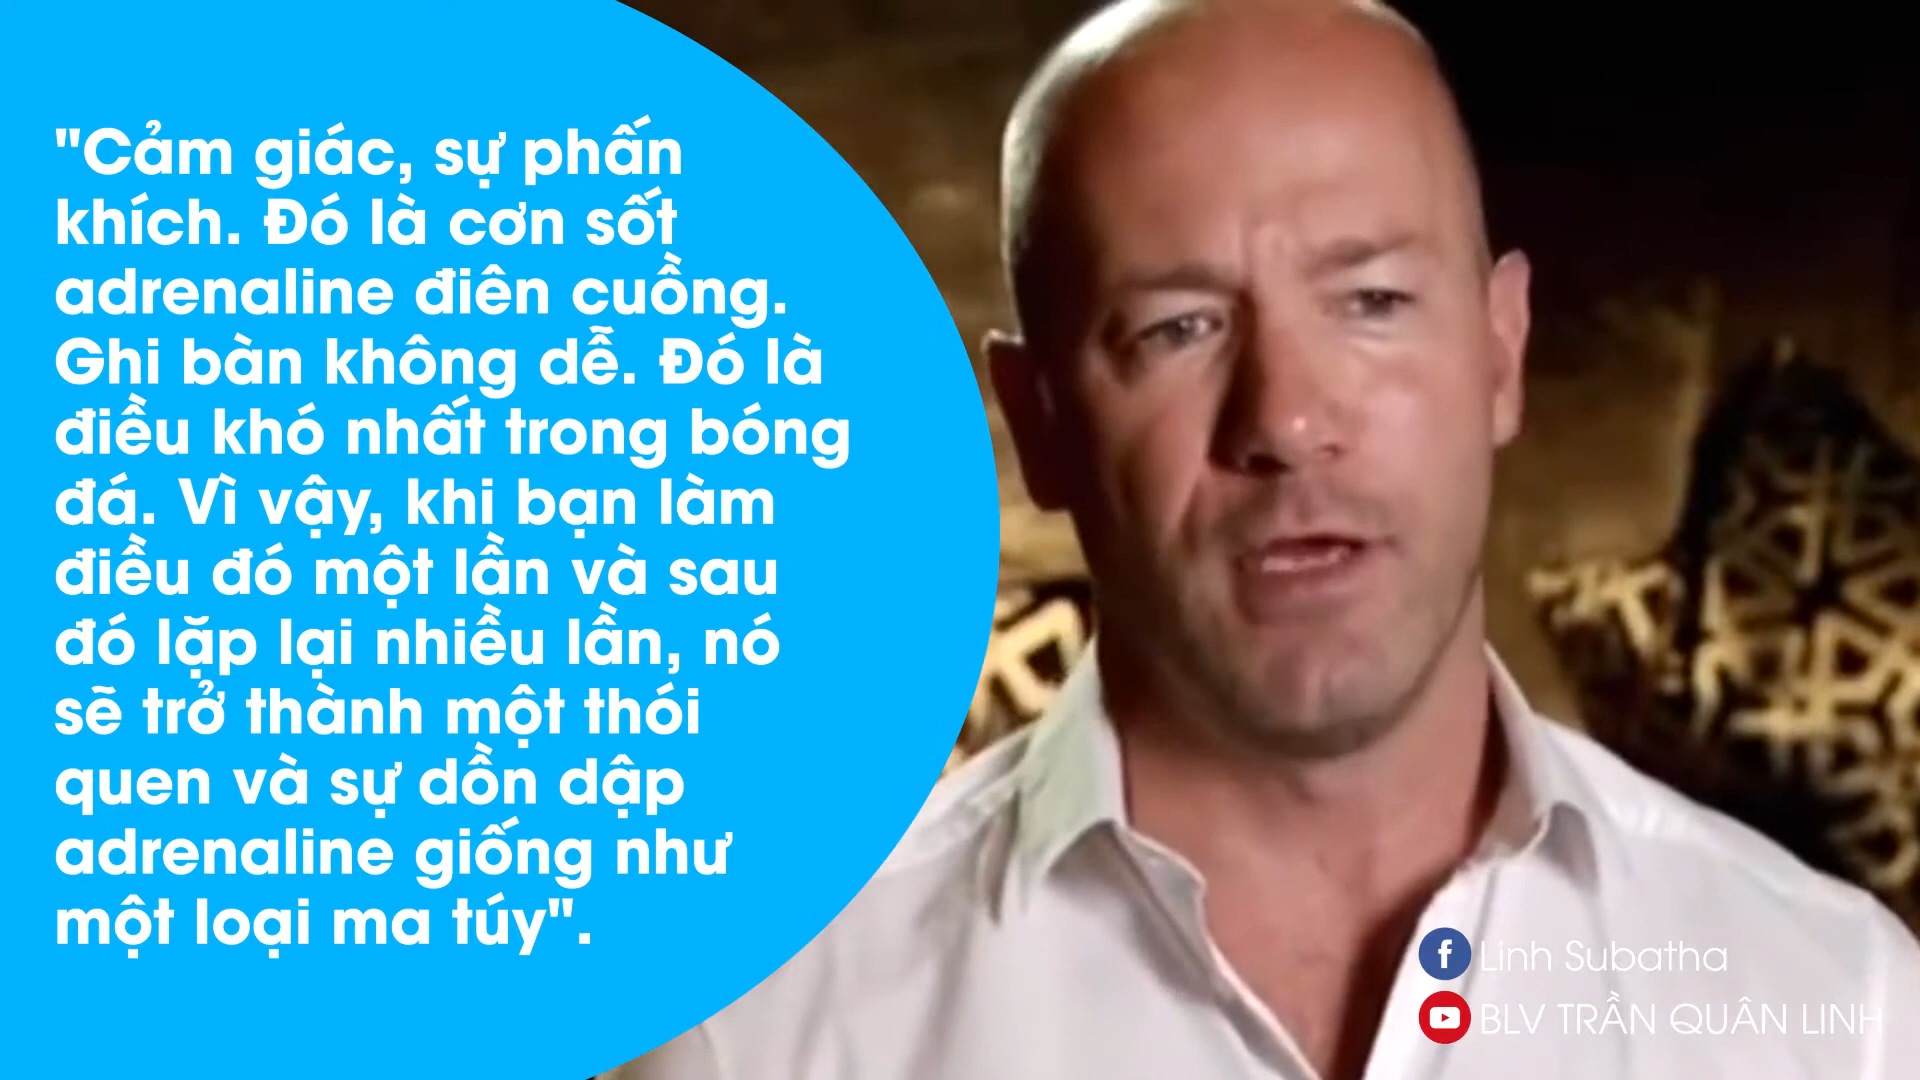 "Cảm giác, sự phấn
khích. Đó là cơn sốt
adrenaline điên cuồng.
Ghi bàn không dễ. Đó là
điều khó nhất trong bóng
đá. Vì vậy, khi bạn làm
điều đó một lần và sau
đó lặp lại nhiều lần, nó
sẽ trở thành một thói
quen và sự dồn dập
adrenaline giống như
một loại ma túy".
Linh Subatha
BLV TRẦN QUÂN LINH